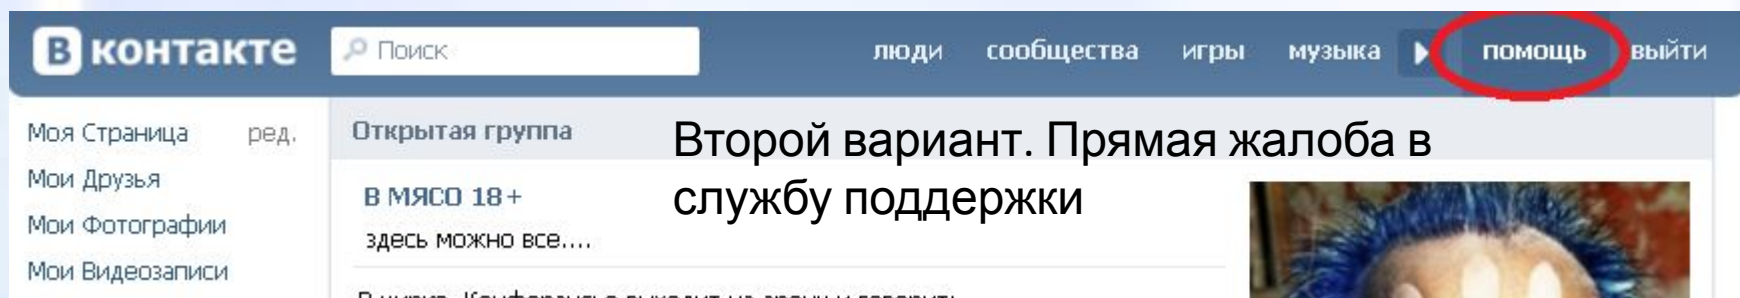 В контакте
Поиск
люди сообщества игры музыка помощь выйти
Моя Страница ред.
Мои Друзья
Мои Фотографии
Мои Видеозаписи
Открытая группа
Второй вариант. Прямая жалоба в
службу поддержки
В МЯСО 18+
здесь можно все....